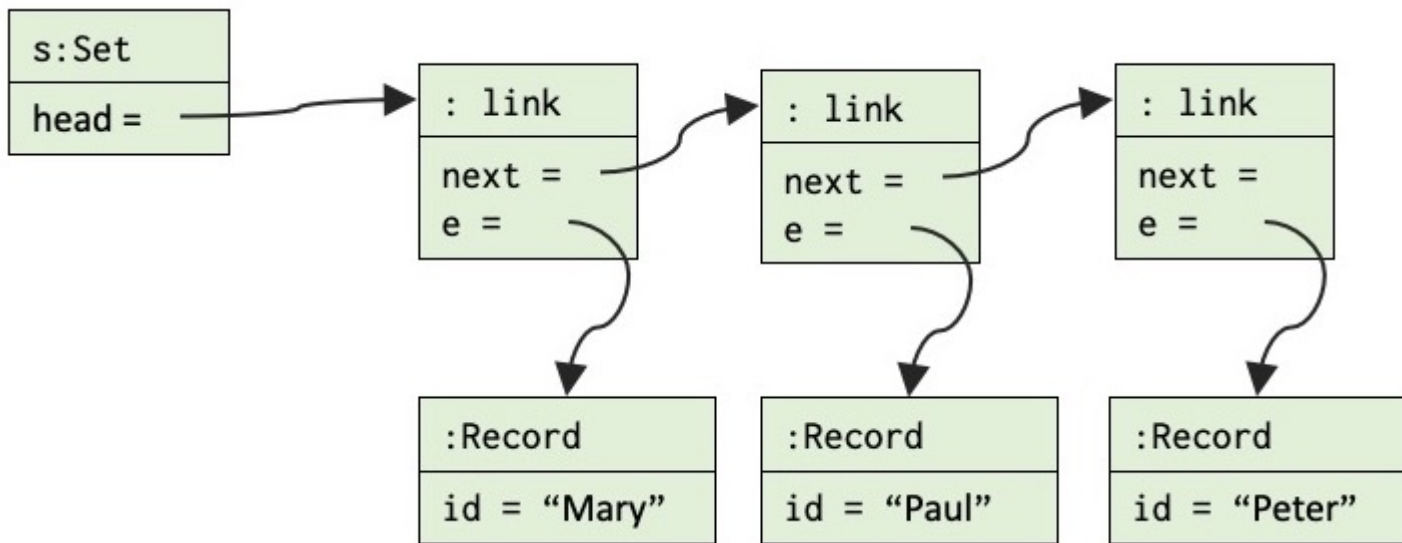 s:Set
head =
: link
next =
e =
: link
next =
e =
: link
next =
e =
:Record
id = “Mary”
:Record
id = “Paul”
:Record
id = “Peter”